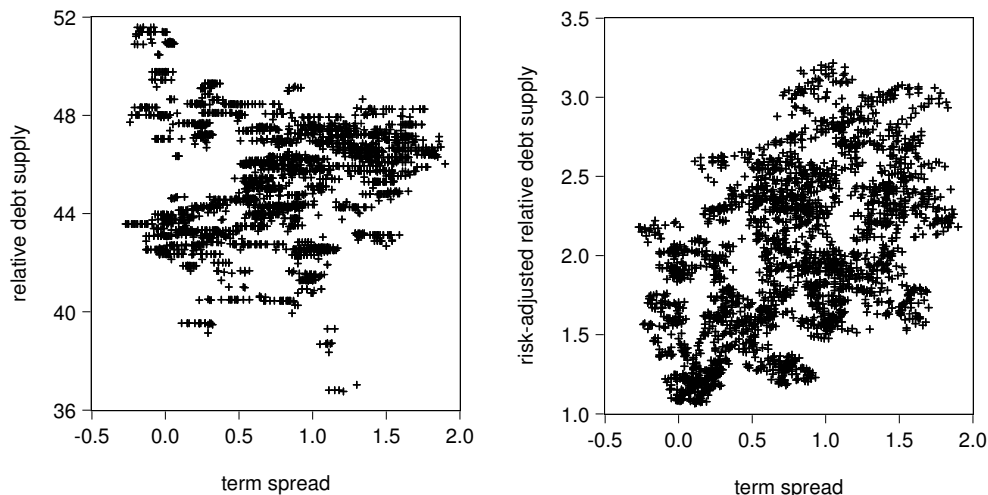 52
48
44
40
36
relative debt supply
-0.5 0.0 0.5 1.0 1.5 2.0
term spread
3.5
3.0
2.5
2.0
1.5
1.0
risk-adjusted relative debt supply
-0.5 0.0 0.5 1.0 1.5 2.0
term spread